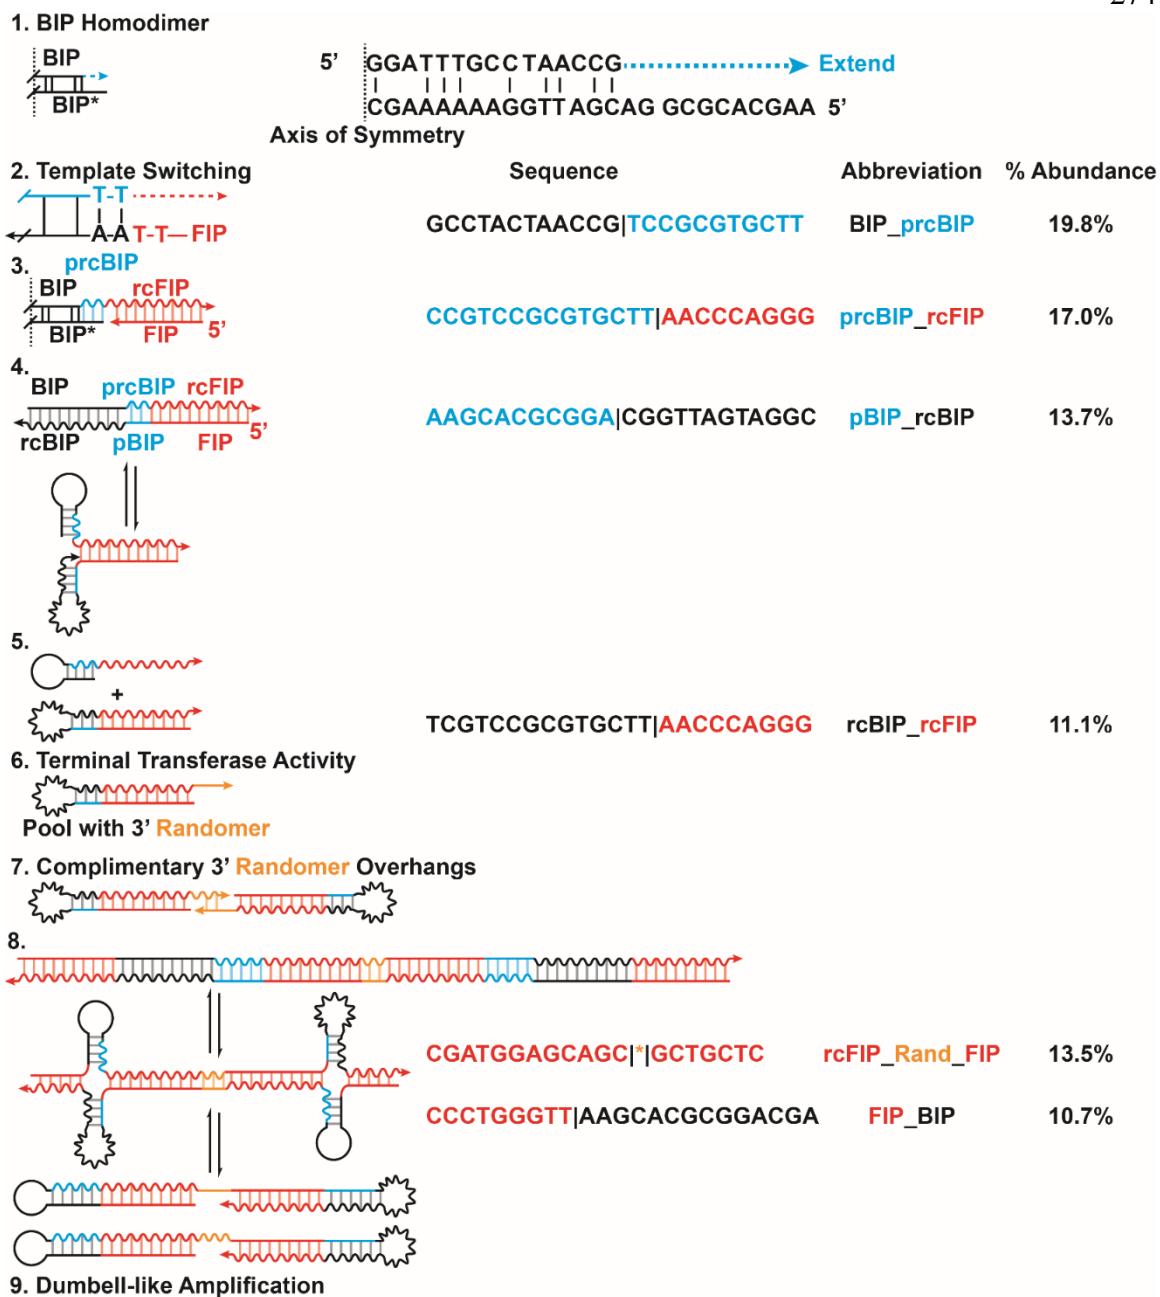 1. BIP Homodimer
BIP
BIP*
5' GGATTTGCCTAACCG Extend
CGAAAAAAGGTTAGCAG GCGCACGAA 5'
Axis of Symmetry
2. Template Switching
Sequence Abbreviation % Abundance
T-T
A-A T-T— FIP
prcBIP
GCCTACTAACCG|TCCGCGTGCTT BIP_prcBIP 19.8%
3.
BIP rcFIP
BIP* FIP 5'
CCGTCCGCGTGCTT|AACCCAGGG prcBIP_rcFIP 17.0%
4.
BIP prcBIP rcFIP
rcBIP pBIP FIP 5'
AAGCACGCGGA|CGGTTAGTAGGC pBIP_rcBIP 13.7%
5.
+
TCGTCCGCGTGCTT|AACCCAGGG rcBIP_rcFIP 11.1%
6. Terminal Transferase Activity
Pool with 3' Randomer
7. Complimentary 3' Randomer Overhangs
8.
CGATGGAGCAGC|*|GCTGCTC rcFIP_Rand_FIP 13.5%
CCCTGGGTT|AAGCACGCGGACGA FIP_BIP 10.7%
9. Dumbell-like Amplification